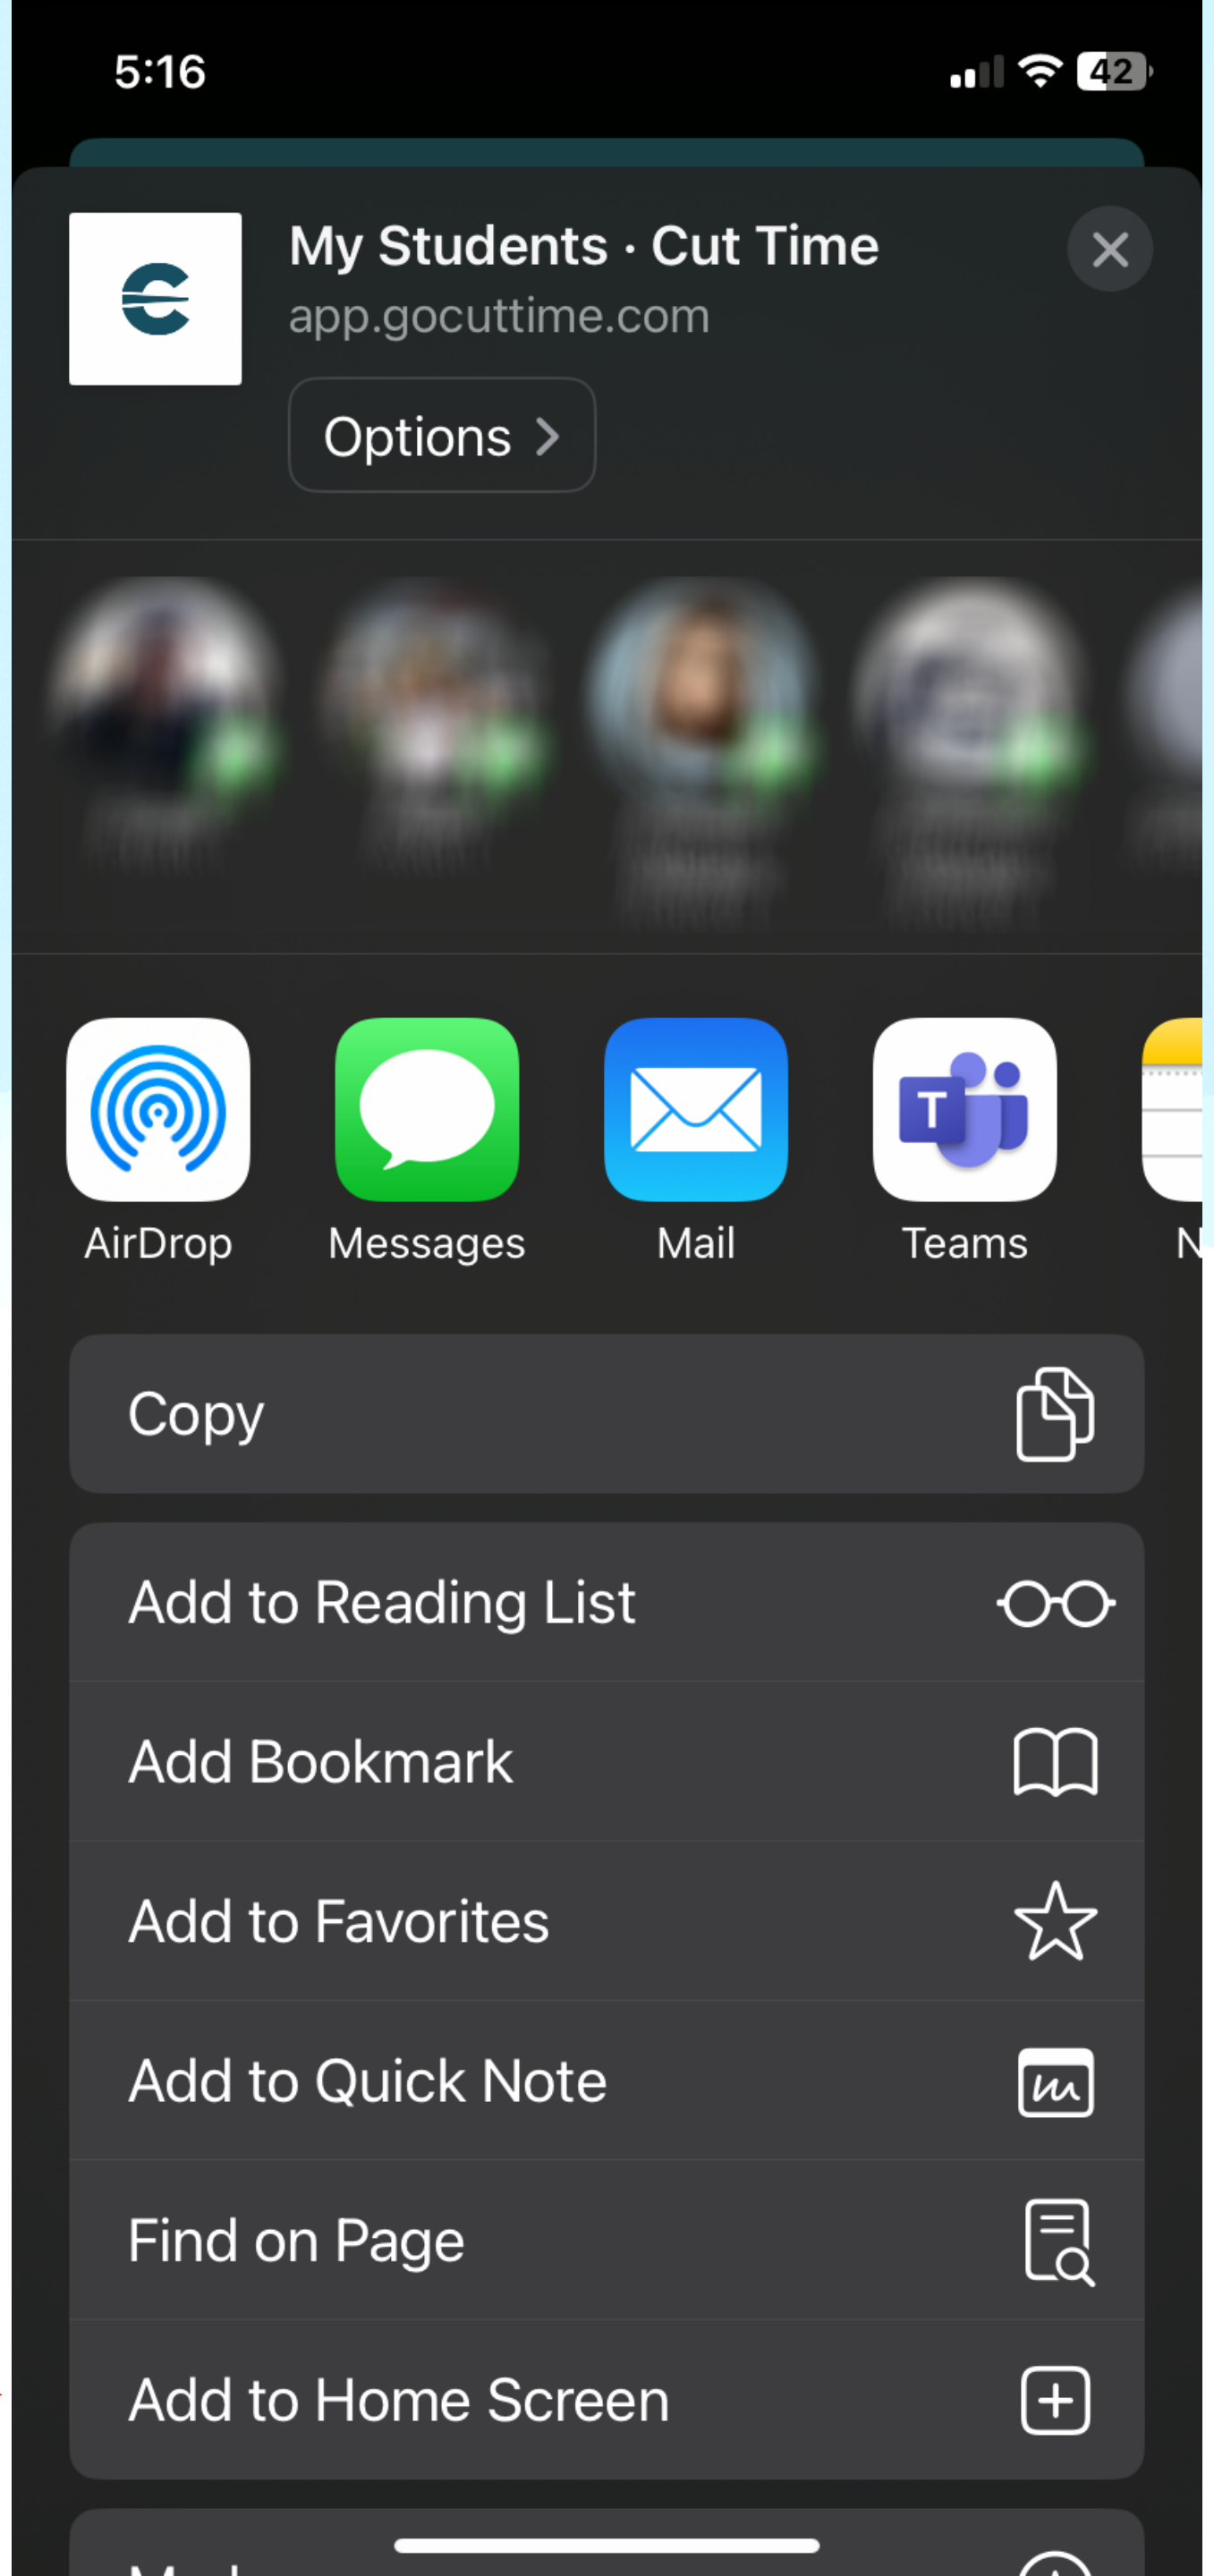 5:16
42
My Students · Cut Time
app.gocuttime.com
Options
AirDrop
Messages
Mail
T
Teams
N
Copy
Add to Reading List
Add Bookmark
Add to Favorites
Add to Quick Note
Find on Page
Add to Home Screen